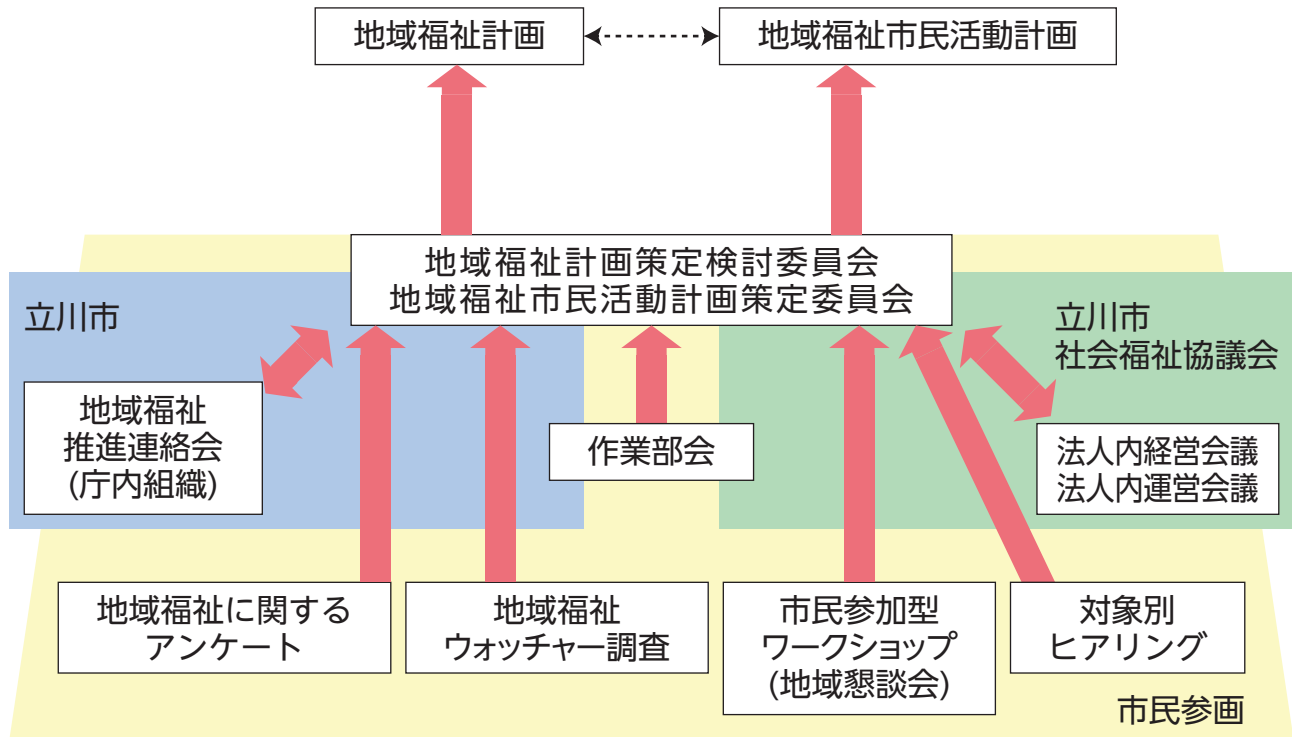 地域福祉計画
地域福祉市民活動計画
地域福祉計画策定検討委員会
地域福祉市民活動計画策定委員会
立川市
立川市
社会福祉協議会
地域福祉
推進連絡会
(庁内組織)
作業部会
法人内経営会議
法人内運営会議
地域福祉に関する
アンケート
地域福祉
ウォッチャー調査
市民参加型
ワークショップ
(地域懇談会)
対象別
ヒアリング
市民参画